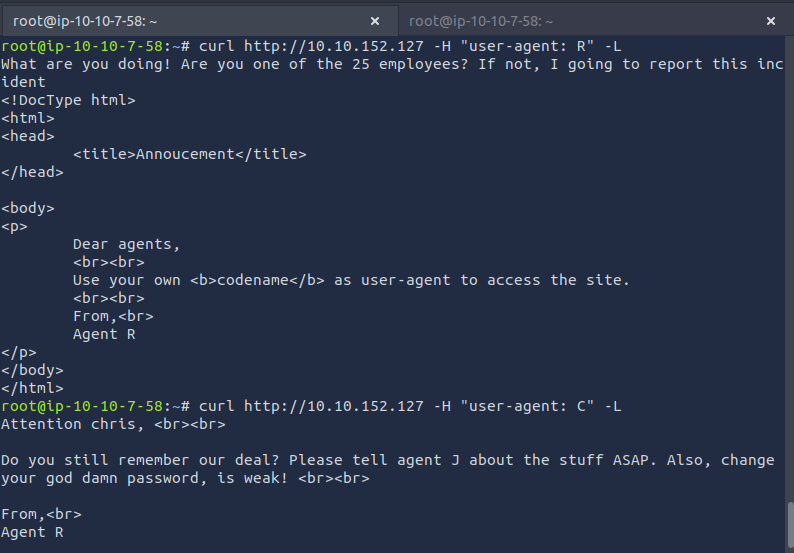 root@ip-10-10-7-58: ~ × root@ip-10-10-7-58: ~ ×
root@ip-10-10-7-58:~# curl http://10.10.152.127 -H "user-agent: R" -L
What are you doing! Are you one of the 25 employees? If not, I going to report this inc
ident
<!DocType html>
<html>
<head>
        <title>Annoucement</title>
</head>

<body>
<p>
        Dear agents,
        <br><br>
        Use your own <b>codename</b> as user-agent to access the site.
        <br><br>
        From,<br>
        Agent R
</p>
</body>
</html>
root@ip-10-10-7-58:~# curl http://10.10.152.127 -H "user-agent: C" -L
Attention chris, <br><br>

Do you still remember our deal? Please tell agent J about the stuff ASAP. Also, change
your god damn password, is weak! <br><br>

From,<br>
Agent R